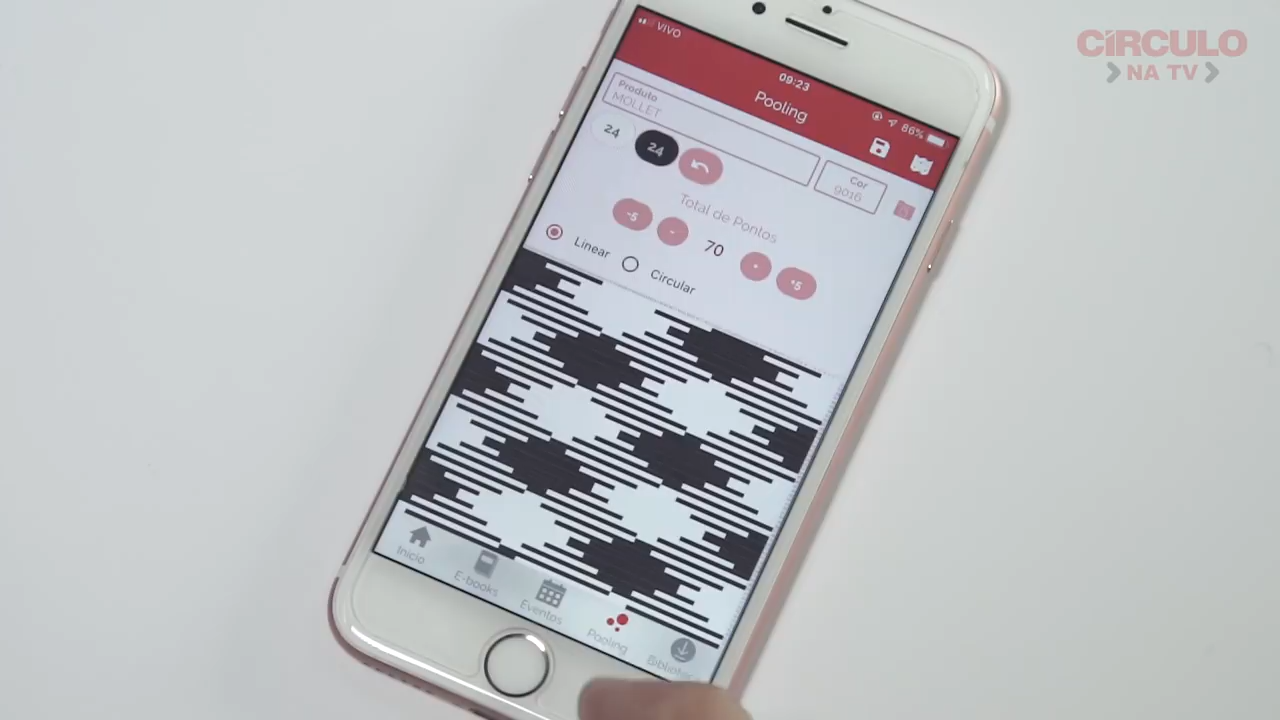 CÍRCULO
NA TV
VIVO
09:23
86%
Pooling
Produto
MOLLET
Cor
9016
24
24
Total de Pontos
-5
-
70
+
+5
Linear
Circular
Início
E-books
Eventos
Pooling